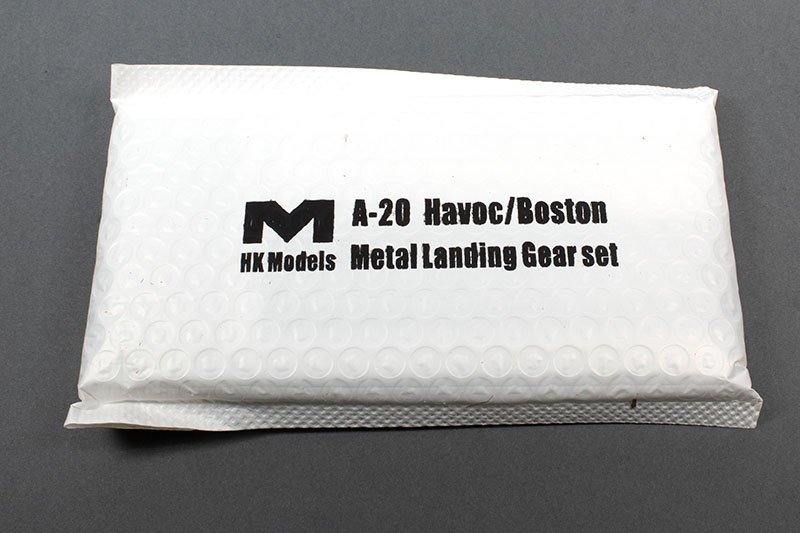 M
HK Models
A-20 Havoc/Boston
Metal Landing Gear set